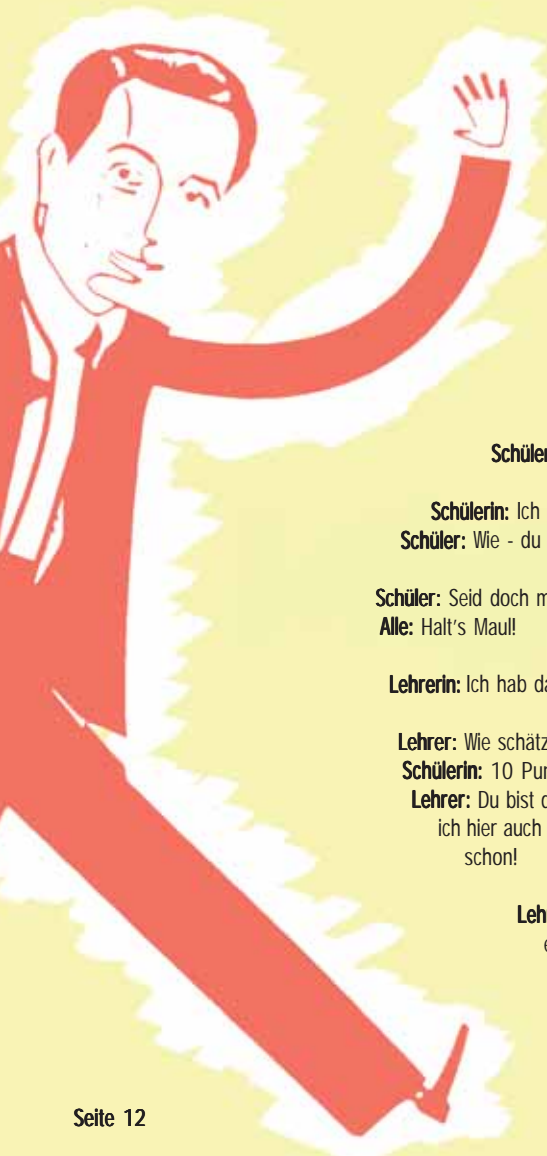 Schüler
Schülerin: Ich
Schüler: Wie - du
Schüler: Seid doch m
Alle: Halt's Maul!
Lehrerin: Ich hab da
Lehrer: Wie schätz
Schülerin: 10 Pun
Lehrer: Du bist d
ich hier auch
schon!
Leh
e
Seite 12